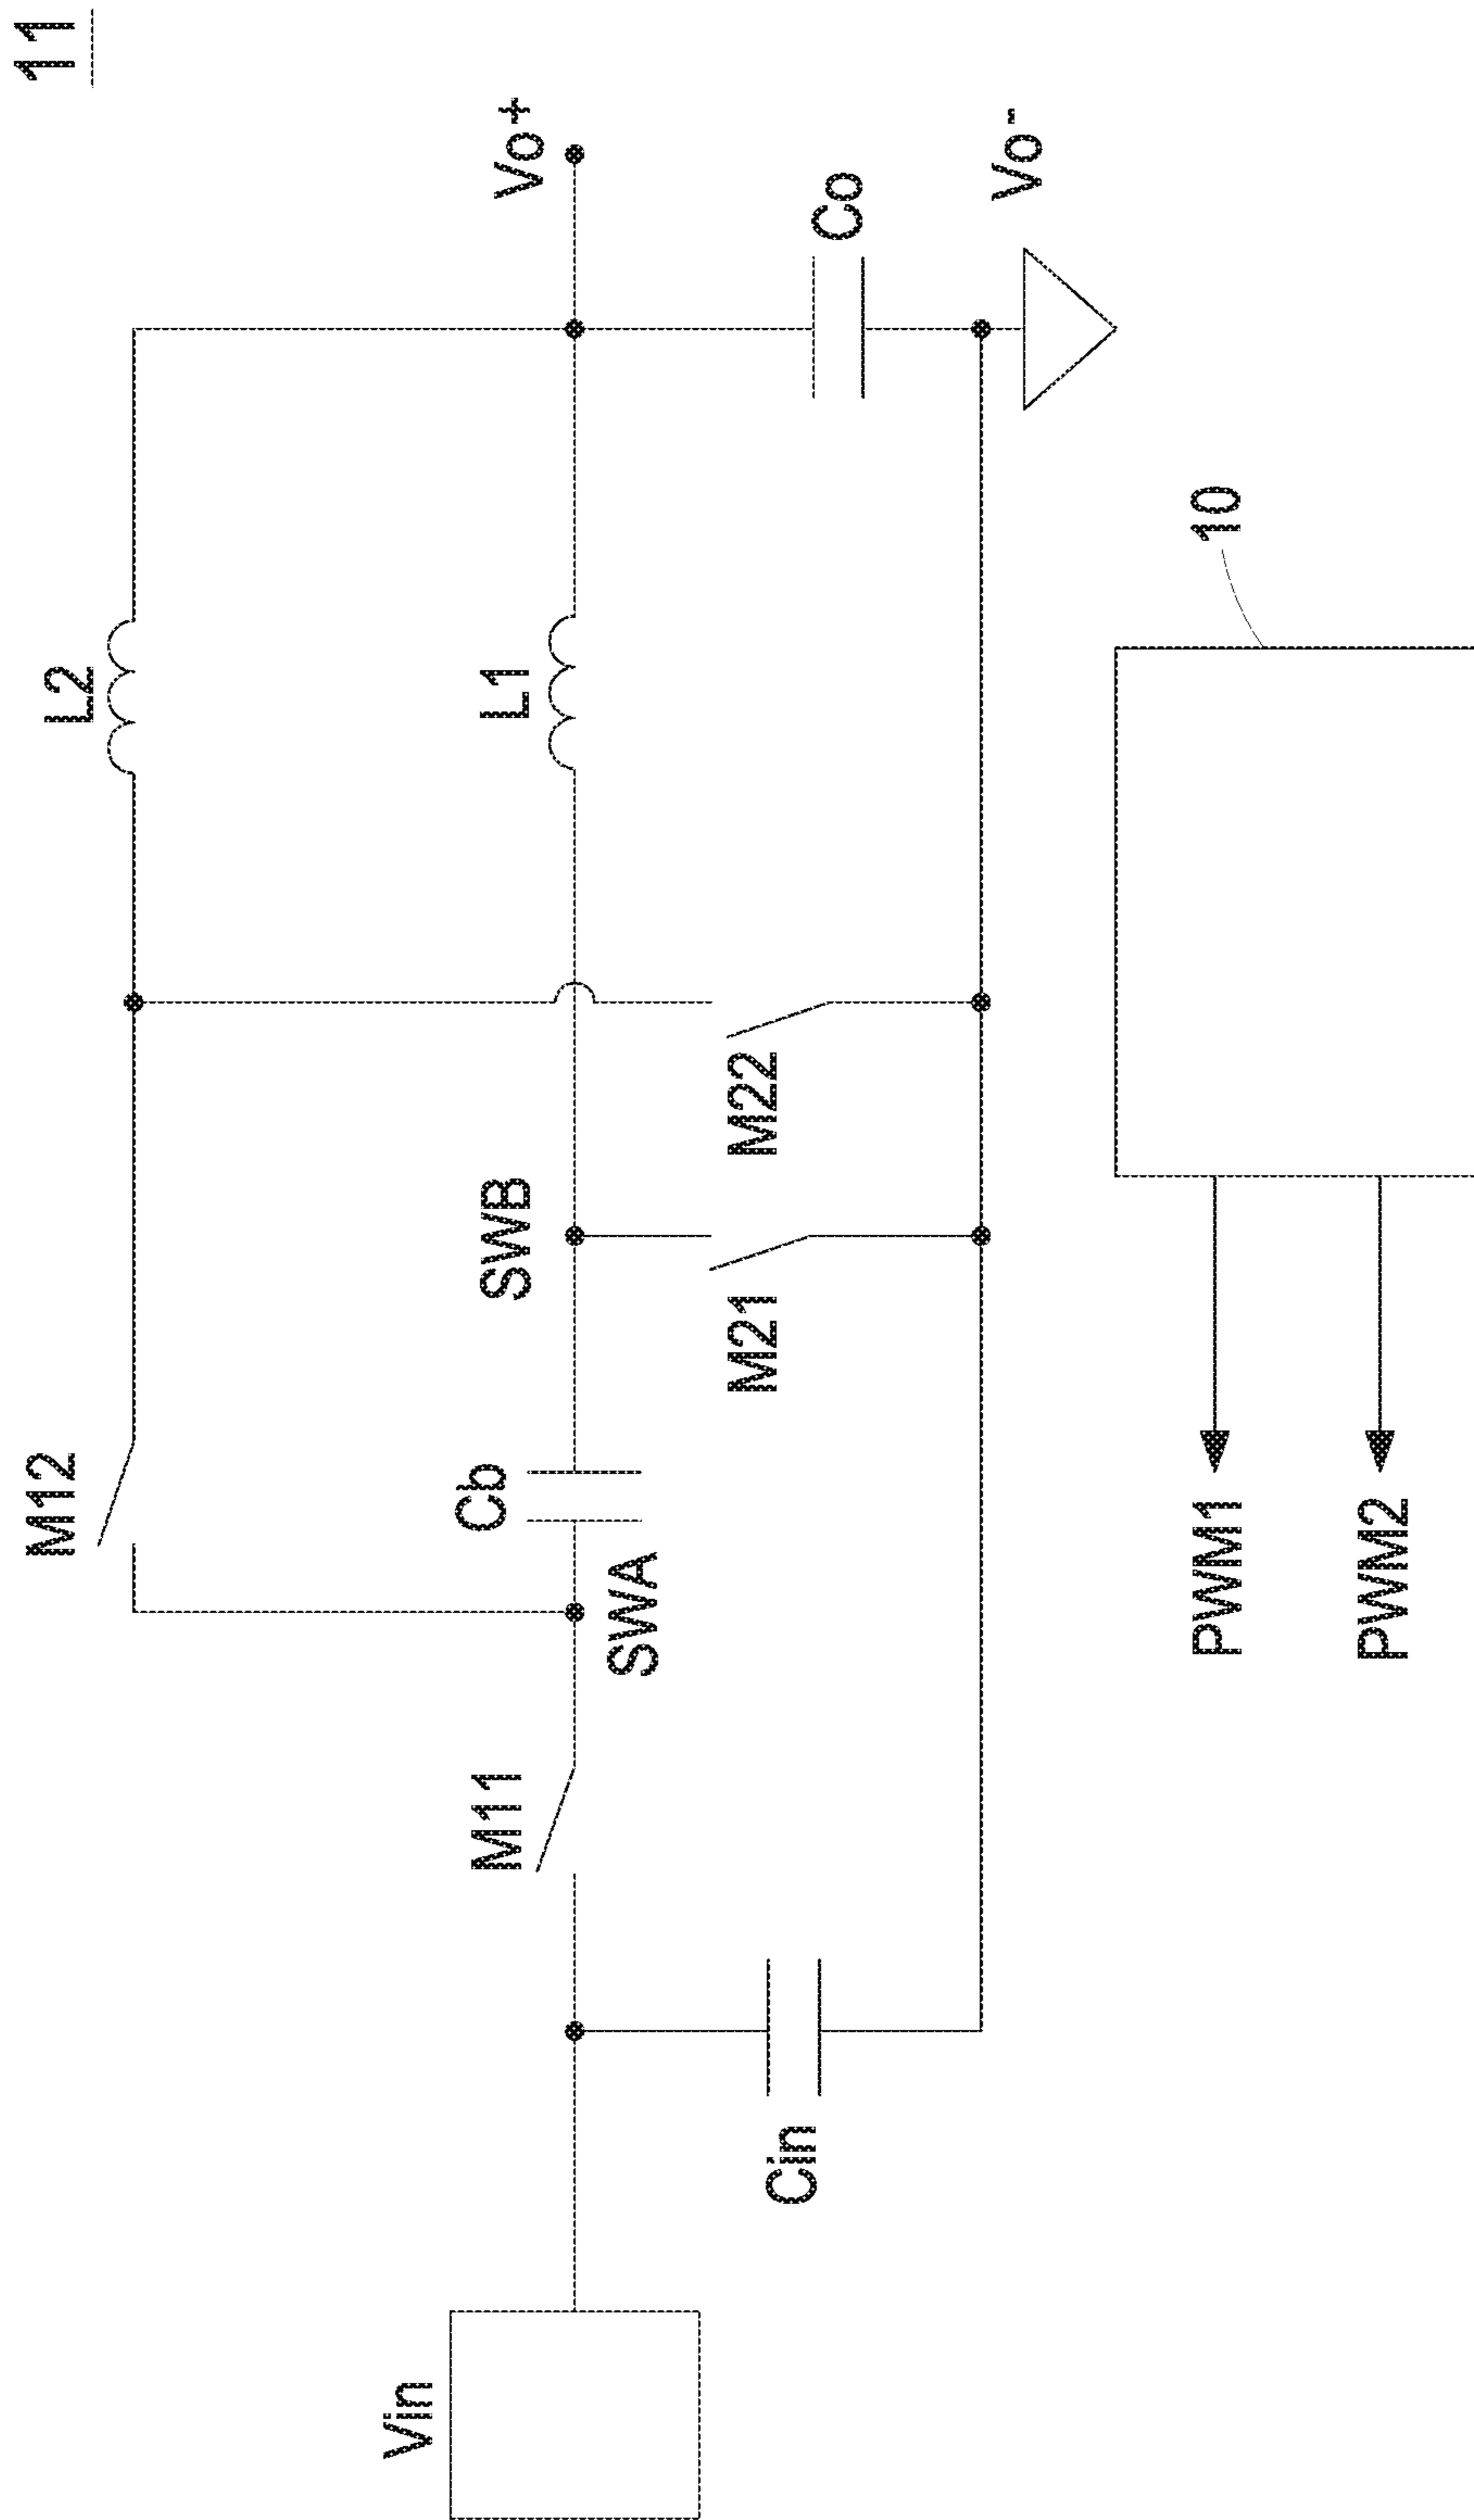 11
M12
L2
Vin
M11
Cb
SWB
L1
Vo+
SWA
Cin
M21
M22
Co
Vo-
PWM1
10
PWM2